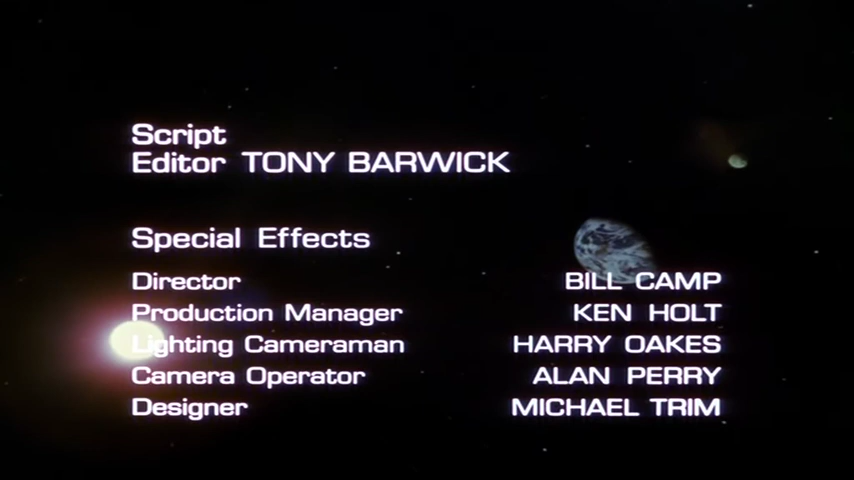 Script
Editor TONY BARWICK
Special Effects
Director BILL CAMP
Production Manager KEN HOLT
Lighting Cameraman HARRY OAKES
Camera Operator ALAN PERRY
Designer MICHAEL TRIM